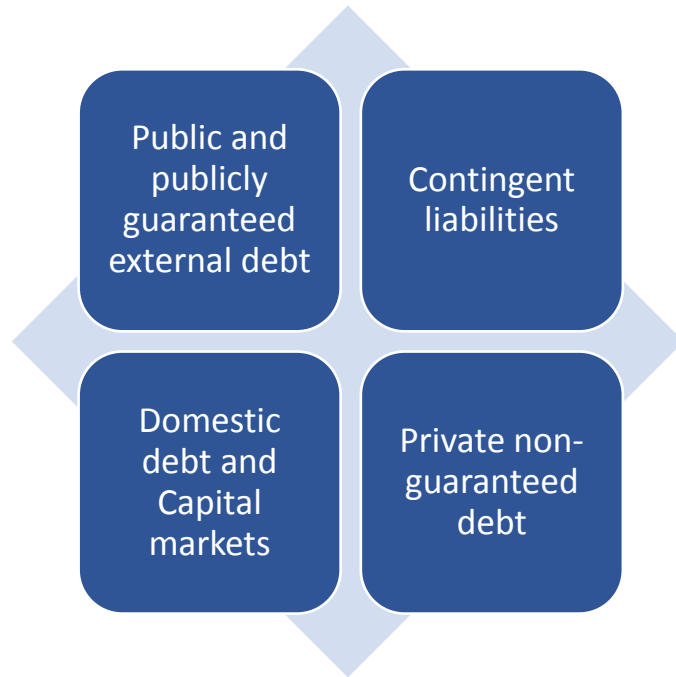 Public and
publicly
guaranteed
external debt
Contingent
liabilities
Domestic
debt and
Capital
markets
Private non-
guaranteed
debt